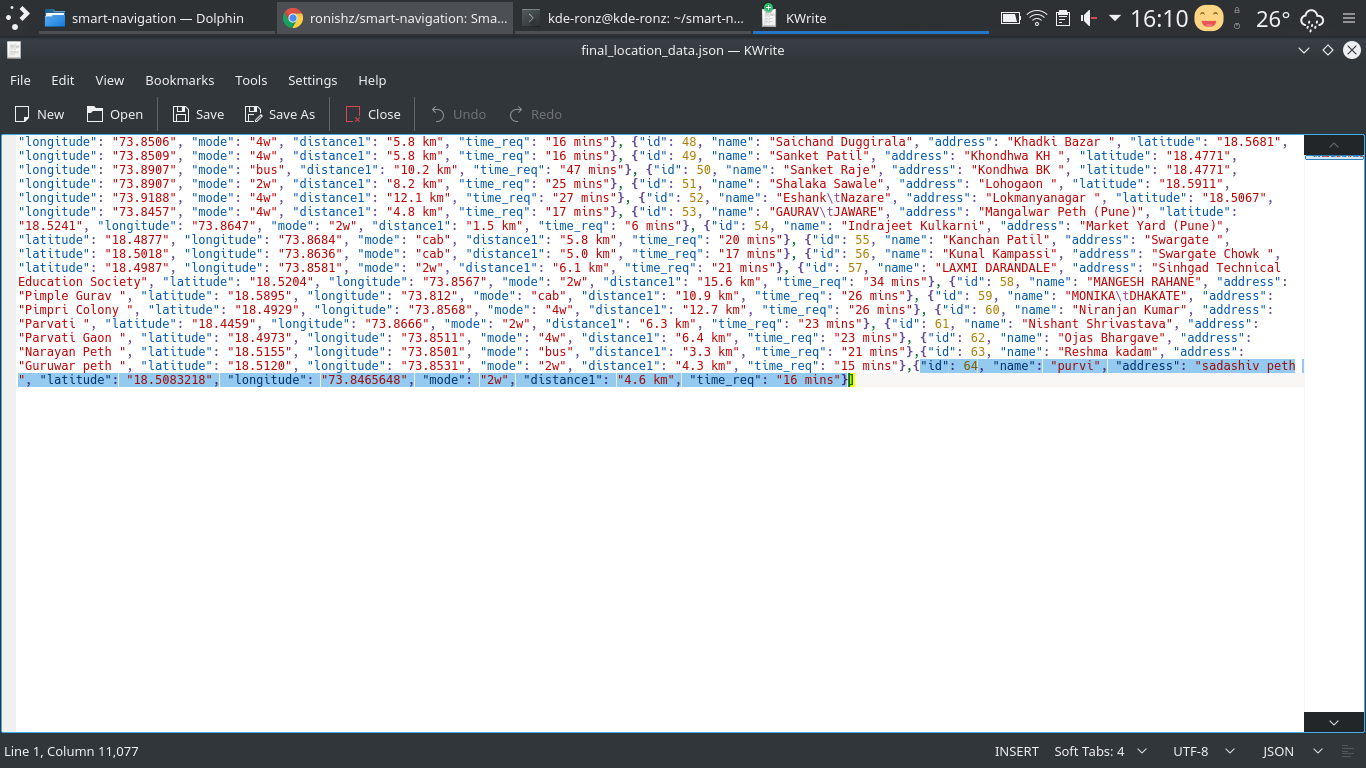 smart-navigation — Dolphin
ronishz/smart-navigation: Sma...
kde-ronz@kde-ronz: ~/smart-n...
KWrite
16:10
26°
final_location_data.json — KWrite
File Edit View Bookmarks Tools Settings Help
New Open Save Save As Close Undo Redo
"longitude": "73.8506", "mode": "4w", "distance1": "5.8 km", "time_req": "16 mins"}, {"id": 48, "name": "Saichand Duggirala", "address": "Khadki Bazar ", "latitude": "18.5681",
"longitude": "73.8509", "mode": "4w", "distance1": "5.8 km", "time_req": "16 mins"}, {"id": 49, "name": "Sanket Patil", "address": "Khondhwa KH ", "latitude": "18.4771",
"longitude": "73.8907", "mode": "bus", "distance1": "10.2 km", "time_req": "47 mins"}, {"id": 50, "name": "Sanket Raje", "address": "Kondhwa BK ", "latitude": "18.4771",
"longitude": "73.8907", "mode": "2w", "distance1": "8.2 km", "time_req": "25 mins"}, {"id": 51, "name": "Shalaka Sawale", "address": "Lohogaon ", "latitude": "18.5911",
"longitude": "73.9188", "mode": "4w", "distance1": "12.1 km", "time_req": "27 mins"}, {"id": 52, "name": "Eshank\tNazare", "address": "Lokmanyanagar ", "latitude": "18.5067",
"longitude": "73.8457", "mode": "4w", "distance1": "4.8 km", "time_req": "17 mins"}, {"id": 53, "name": "GAURAV\tJAWARE", "address": "Mangalwar Peth (Pune)", "latitude":
"18.5241", "longitude": "73.8647", "mode": "2w", "distance1": "1.5 km", "time_req": "6 mins"}, {"id": 54, "name": "Indrajeet Kulkarni", "address": "Market Yard (Pune)",
"latitude": "18.4877", "longitude": "73.8684", "mode": "cab", "distance1": "5.8 km", "time_req": "20 mins"}, {"id": 55, "name": "Kanchan Patil", "address": "Swargate ",
"latitude": "18.5018", "longitude": "73.8636", "mode": "cab", "distance1": "5.0 km", "time_req": "17 mins"}, {"id": 56, "name": "Kunal Kampassi", "address": "Swargate Chowk ",
"latitude": "18.4987", "longitude": "73.8581", "mode": "2w", "distance1": "6.1 km", "time_req": "21 mins"}, {"id": 57, "name": "LAXMI DARANDALE", "address": "Sinhgad Technical
Education Society", "latitude": "18.5204", "longitude": "73.8567", "mode": "2w", "distance1": "15.6 km", "time_req": "34 mins"}, {"id": 58, "name": "MANGESH RAHANE", "address":
"Pimple Gurav ", "latitude": "18.5895", "longitude": "73.812", "mode": "cab", "distance1": "10.9 km", "time_req": "26 mins"}, {"id": 59, "name": "MONIKA\tDHAKATE", "address":
"Pimpri Colony ", "latitude": "18.4929", "longitude": "73.8568", "mode": "4w", "distance1": "12.7 km", "time_req": "26 mins"}, {"id": 60, "name": "Niranjan Kumar", "address":
"Parvati ", "latitude": "18.4459", "longitude": "73.8666", "mode": "2w", "distance1": "6.3 km", "time_req": "23 mins"}, {"id": 61, "name": "Nishant Shrivastava", "address":
"Parvati Gaon ", "latitude": "18.4973", "longitude": "73.8511", "mode": "4w", "distance1": "6.4 km", "time_req": "23 mins"}, {"id": 62, "name": "Ojas Bhargave", "address":
"Narayan Peth ", "latitude": "18.5155", "longitude": "73.8501", "mode": "bus", "distance1": "3.3 km", "time_req": "21 mins"},{"id": 63, "name": "Reshma kadam", "address":
"Guruwar peth ", "latitude": "18.5120", "longitude": "73.8531", "mode": "2w", "distance1": "4.3 km", "time_req": "15 mins"},{"id": 64, "name": "purvi", "address": "sadashiv peth
", "latitude": "18.5083218", "longitude": "73.8465648", "mode": "2w", "distance1": "4.6 km", "time_req": "16 mins"}]
Line 1, Column 11,077
INSERT Soft Tabs: 4 UTF-8 JSON